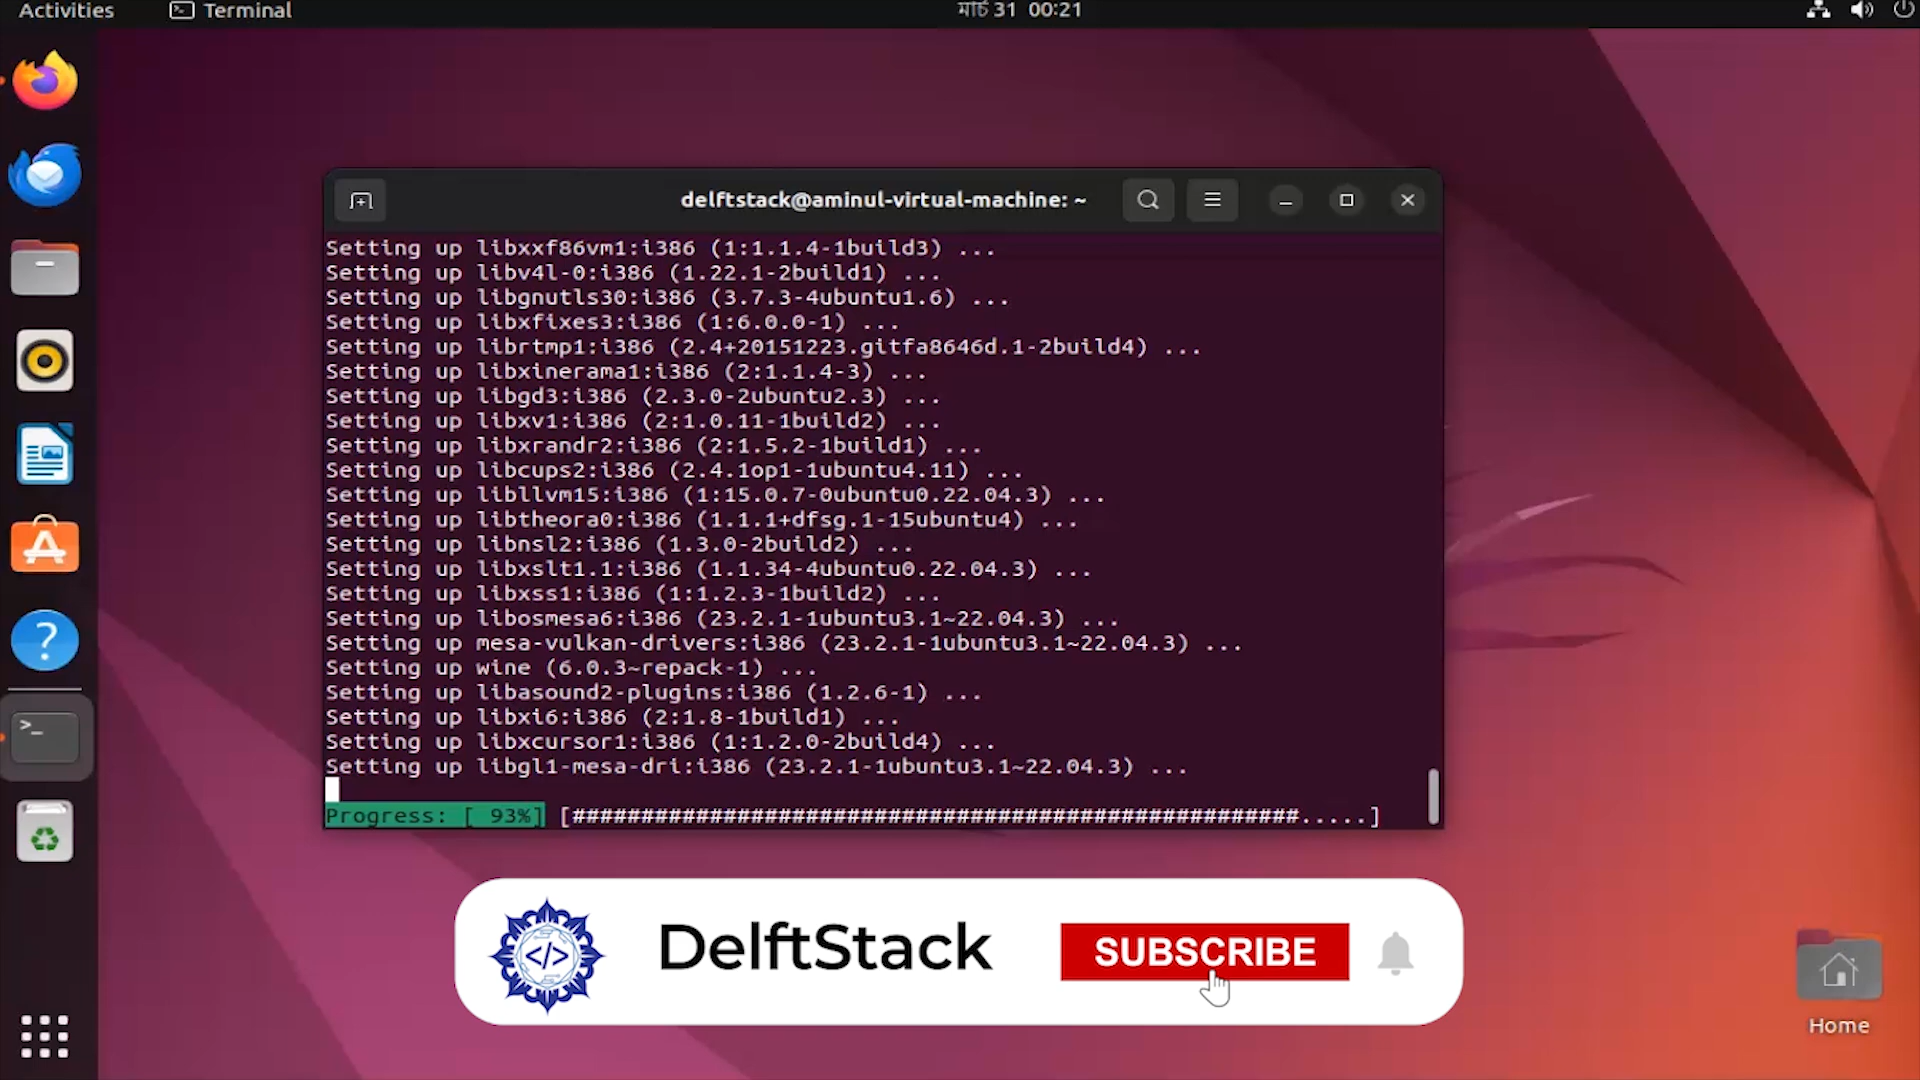 Activities
Terminal
মার্চ 31 00:21
delftstack@aminul-virtual-machine: ~
Setting up libxxf86vm1:i386 (1:1.1.4-1build3) ...
Setting up libv4l-0:i386 (1.22.1-2build1) ...
Setting up libgnutls30:i386 (3.7.3-4ubuntu1.6) ...
Setting up libxfixes3:i386 (1:6.0.0-1) ...
Setting up librtmp1:i386 (2.4+20151223.gitfa8646d.1-2build4) ...
Setting up libxinerama1:i386 (2:1.1.4-3) ...
Setting up libgd3:i386 (2.3.0-2ubuntu2.3) ...
Setting up libxv1:i386 (2:1.0.11-1build2) ...
Setting up libxrandr2:i386 (2:1.5.2-1build1) ...
Setting up libcups2:i386 (2.4.1op1-1ubuntu4.11) ...
Setting up libllvm15:i386 (1:15.0.7-0ubuntu0.22.04.3) ...
Setting up libtheora0:i386 (1.1.1+dfsg.1-15ubuntu4) ...
Setting up libnsl2:i386 (1.3.0-2build2) ...
Setting up libxslt1.1:i386 (1.1.34-4ubuntu0.22.04.3) ...
Setting up libxss1:i386 (1:1.2.3-1build2) ...
Setting up libosmesa6:i386 (23.2.1-1ubuntu3.1~22.04.3) ...
Setting up mesa-vulkan-drivers:i386 (23.2.1-1ubuntu3.1~22.04.3) ...
Setting up wine (6.0.3~repack-1) ...
Setting up libasound2-plugins:i386 (1.2.6-1) ...
Setting up libxi6:i386 (2:1.8-1build1) ...
Setting up libxcursor1:i386 (1:1.2.0-2build4) ...
Setting up libgl1-mesa-dri:i386 (23.2.1-1ubuntu3.1~22.04.3) ...
Progress: [ 93%] [#####################################################.....]
</> DelftStack SUBSCRIBE
Home